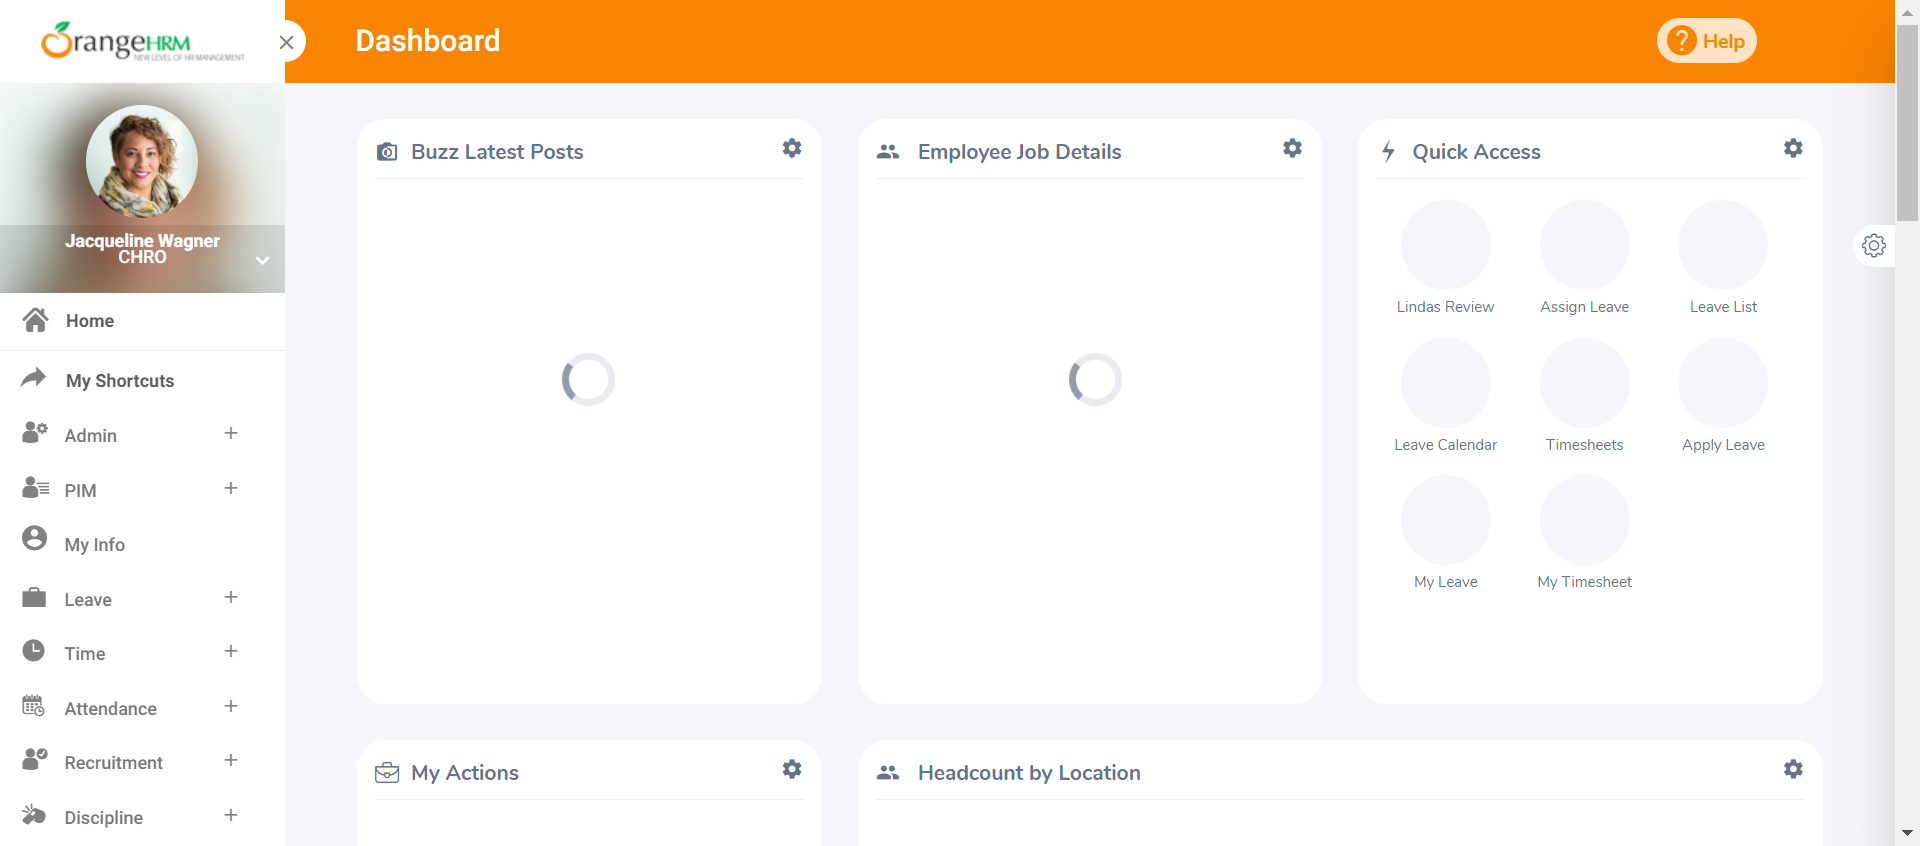 OrangeHRM
NEW LEVEL OF HR MANAGEMENT
Dashboard
Help
Jacqueline Wagner
CHRO
Home
My Shortcuts
Admin
PIM
My Info
Leave
Time
Attendance
Recruitment
Discipline
Buzz Latest Posts
Employee Job Details
Quick Access
Lindas Review
Assign Leave
Leave List
Leave Calendar
Timesheets
Apply Leave
My Leave
My Timesheet
My Actions
Headcount by Location